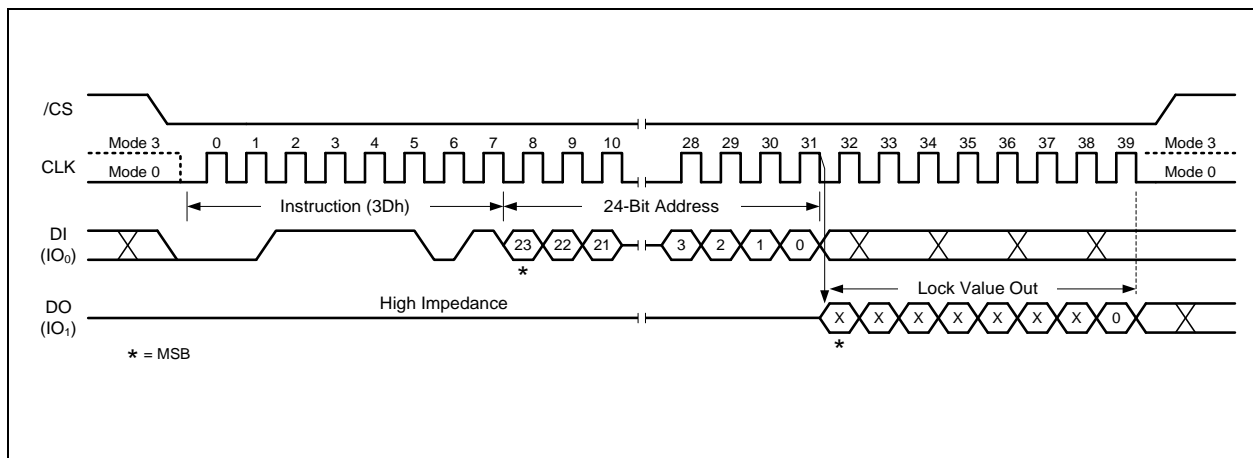 /CS
Mode 3 0 1 2 3 4 5 6 7 8 9 10 28 29 30 31 32 33 34 35 36 37 38 39 Mode 3
CLK Mode 0 Mode 0
Instruction (3Dh) 24-Bit Address
DI
(IO₀)
23 22 21 3 2 1 0
*
Lock Value Out
High Impedance
DO
(IO₁)
X X X X X X X 0
*
* = MSB